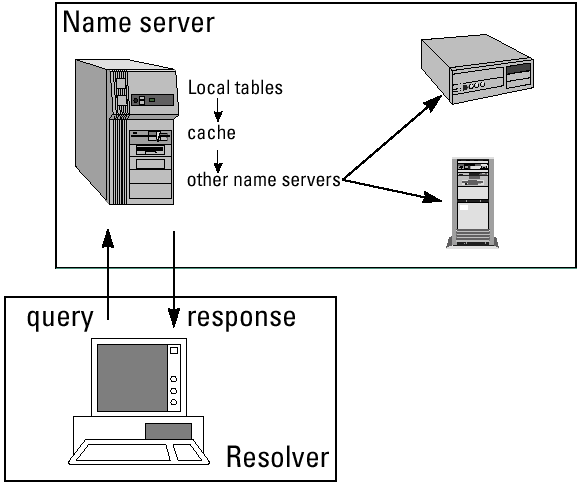 Name server
Local tables
cache
other name servers
query
response
Resolver